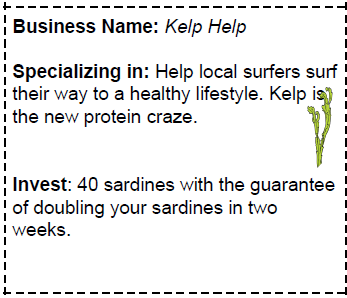 Business Name: Kelp Help
Specializing in: Help local surfers surf
their way to a healthy lifestyle. Kelp is
the new protein craze.
Invest: 40 sardines with the guarantee
of doubling your sardines in two
weeks.